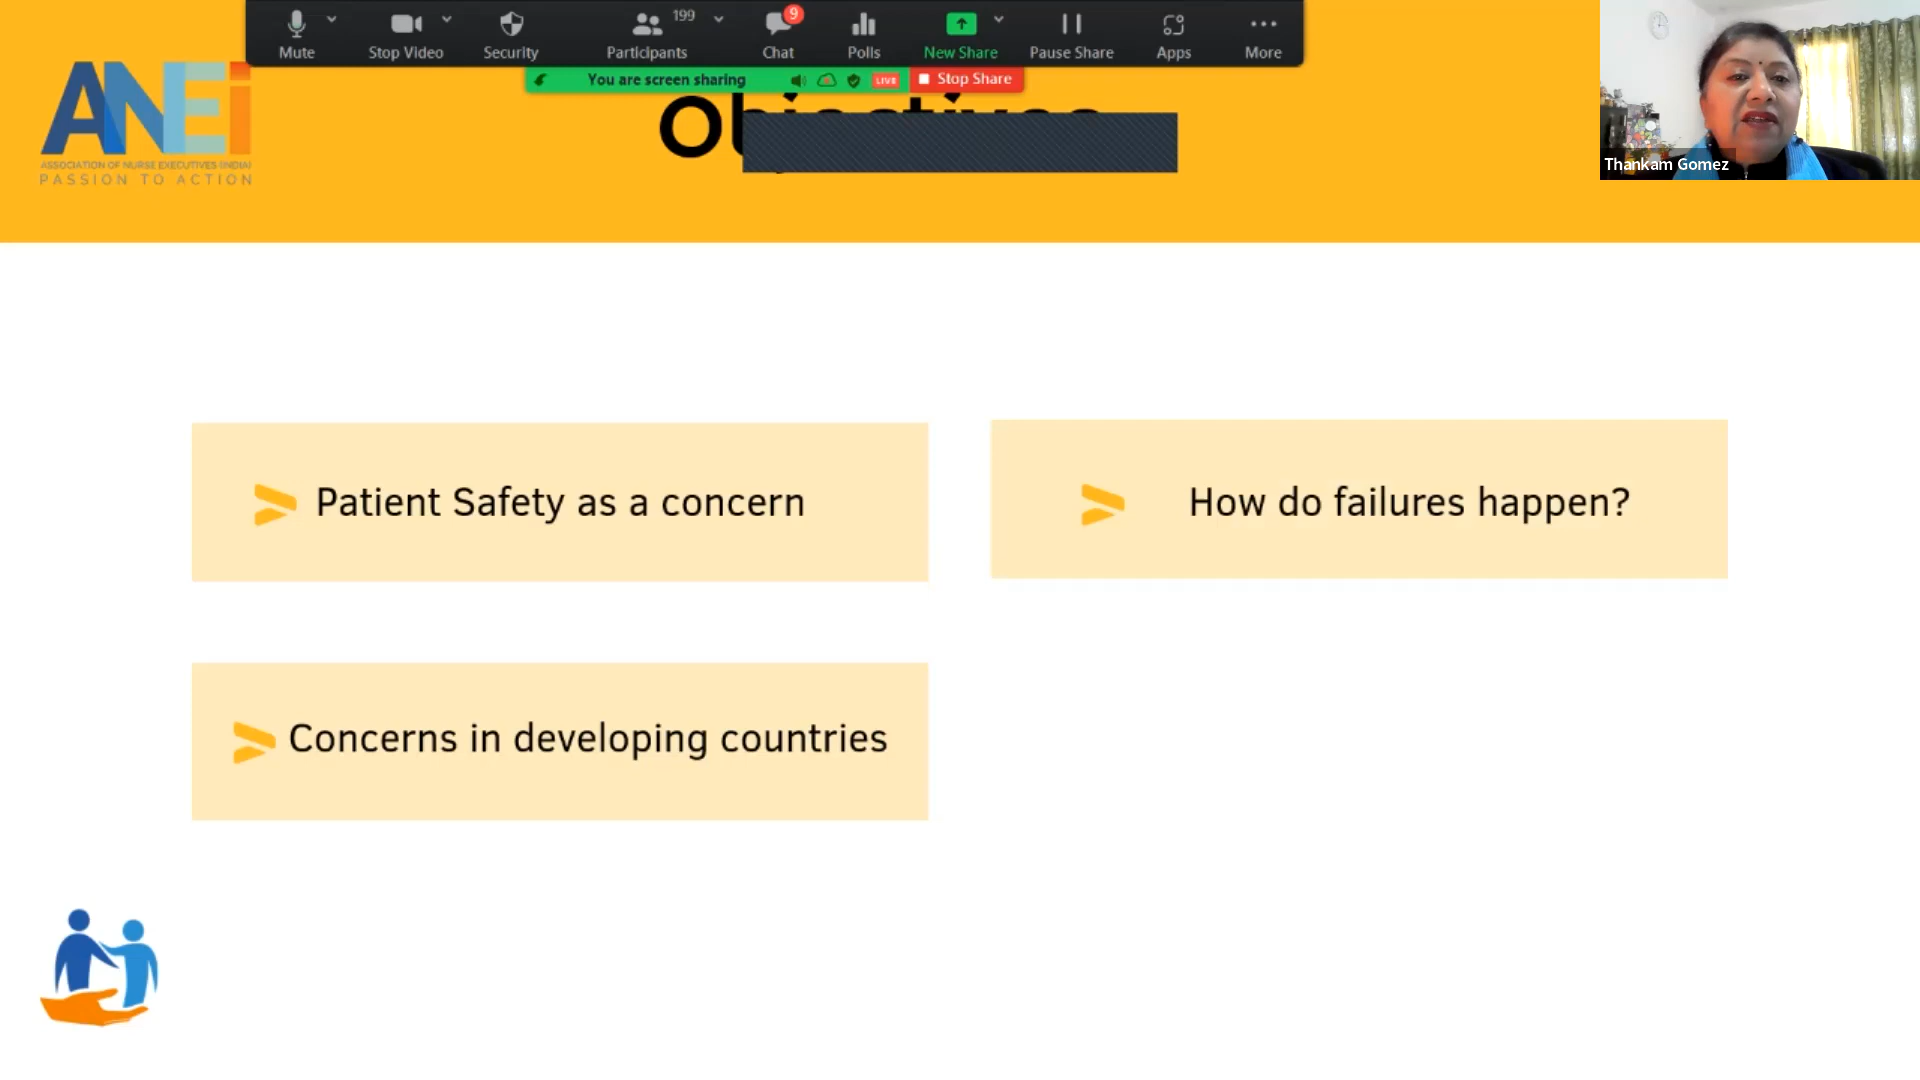 199
9
Mute
Stop Video
Security
Participants
Chat
Polls
New Share
Pause Share
Apps
More
You are screen sharing
LIVE
Stop Share
ANEi
ASSOCIATION OF NURSE EXECUTIVES (INDIA)
PASSION TO ACTION
Objectives
Thankam Gomez
Patient Safety as a concern
How do failures happen?
Concerns in developing countries